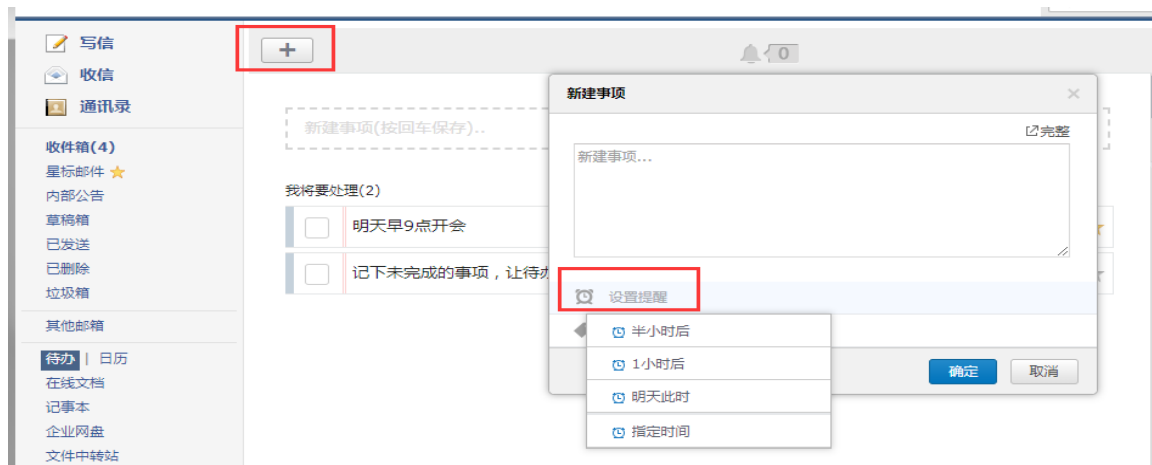 写信
收信
通讯录
收件箱(4)
星标邮件
内部公告
草稿箱
已发送
已删除
垃圾箱
其他邮箱
待办 | 日历
在线文档
记事本
企业网盘
文件中转站
+
0
新建事项(按回车保存)..
我将要处理(2)
明天早9点开会
记下未完成的事项，让待办
新建事项
×
完整
新建事项...
设置提醒
半小时后
1小时后
明天此时
指定时间
确定
取消